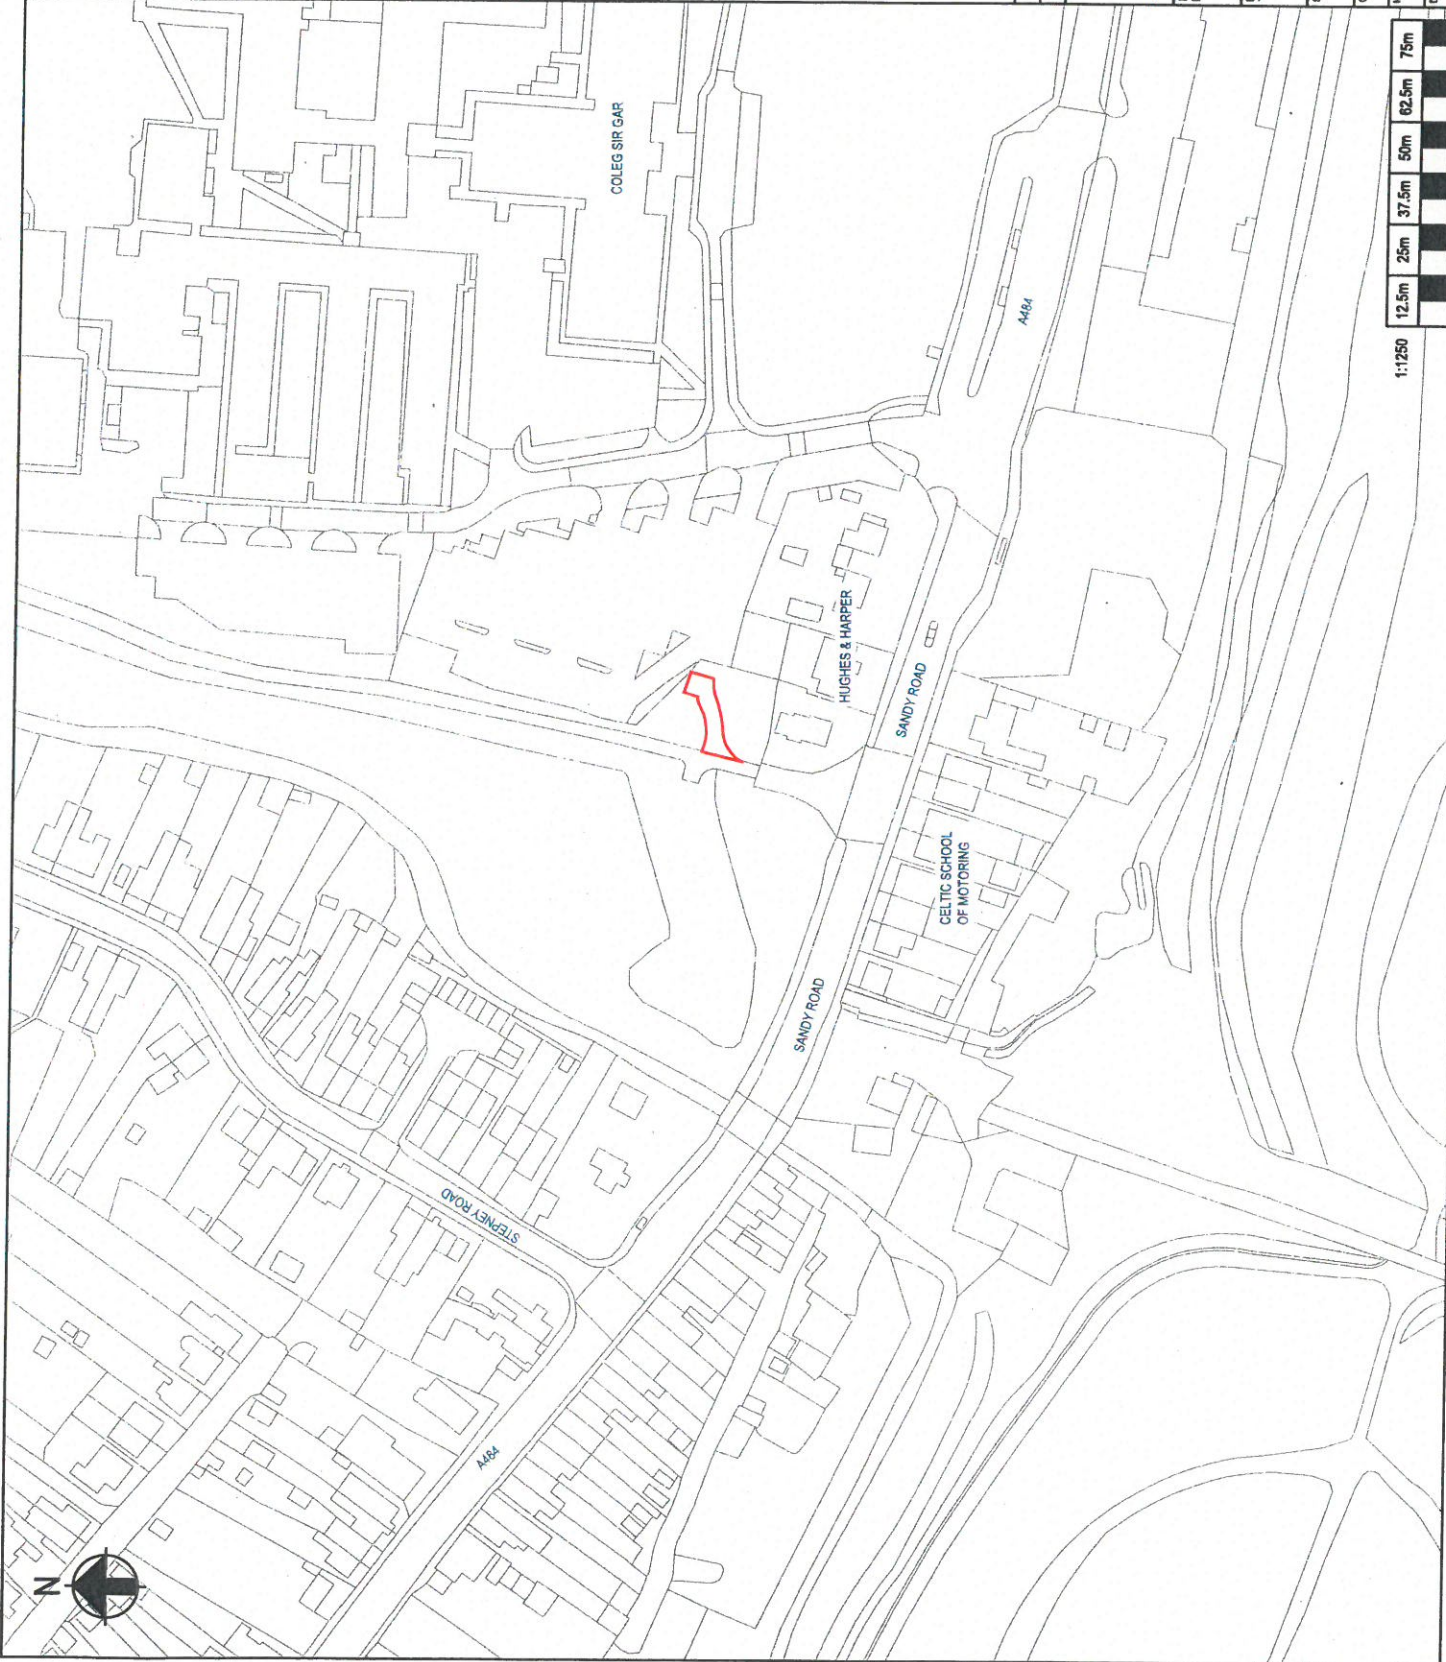 COLEG SIR GAR
A484
HUGHES & HARPER
SANDY ROAD
CELTIC SCHOOL
OF MOTORING
SANDY ROAD
STEPNEY ROAD
A484
N
1:1250
12.5m 25m 37.5m 50m 62.5m 75m